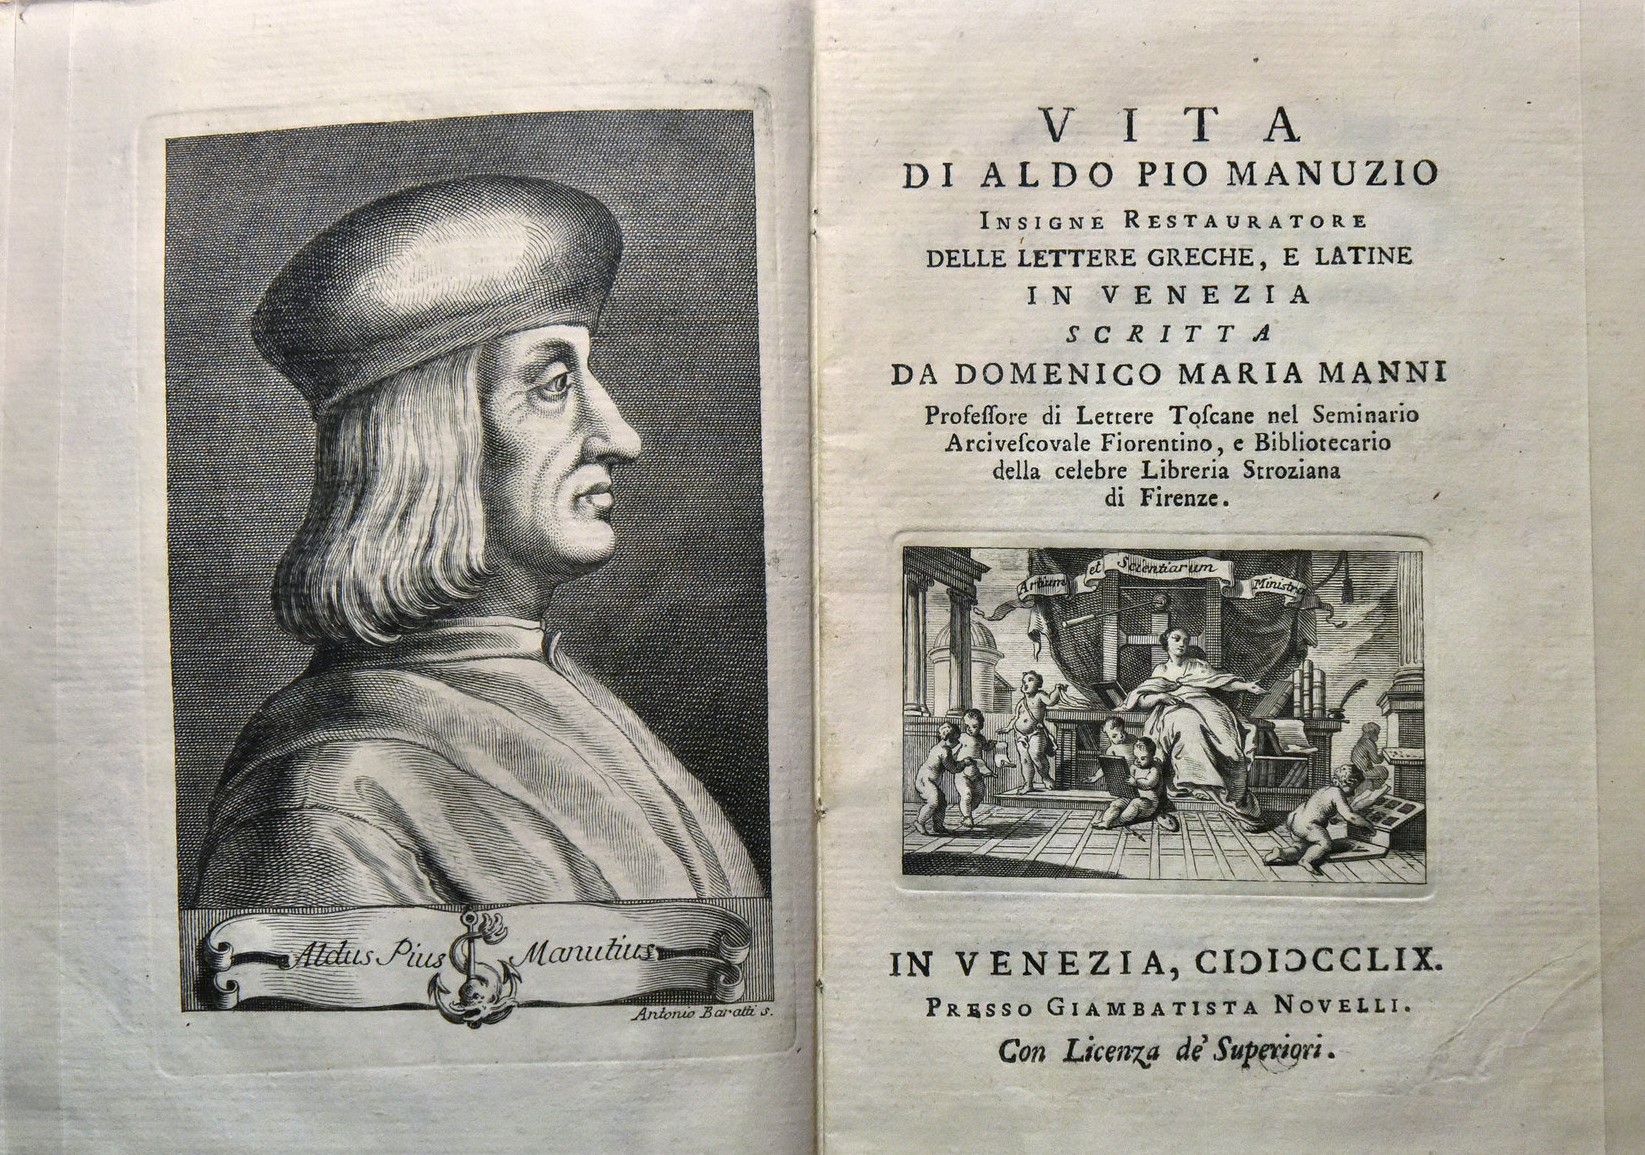 Aldus Pius Manutius
Antonio Baratti s.
VITA
DI ALDO PIO MANUZIO
INSIGNE RESTAURATORE
DELLE LETTERE GRECHE, E LATINE
IN VENEZIA
SCRITTA
DA DOMENICO MARIA MANNI
Profeſſore di Lettere Toſcane nel Seminario
Arciveſcovale Fiorentino, e Bibliotecario
della celebre Libreria Stroziana
di Firenze.
Artium et Scientiarum Ministra
IN VENEZIA, CIƆIƆCCLIX.
PRESSO GIAMBATISTA NOVELLI.
Con Licenza de' Superiori.